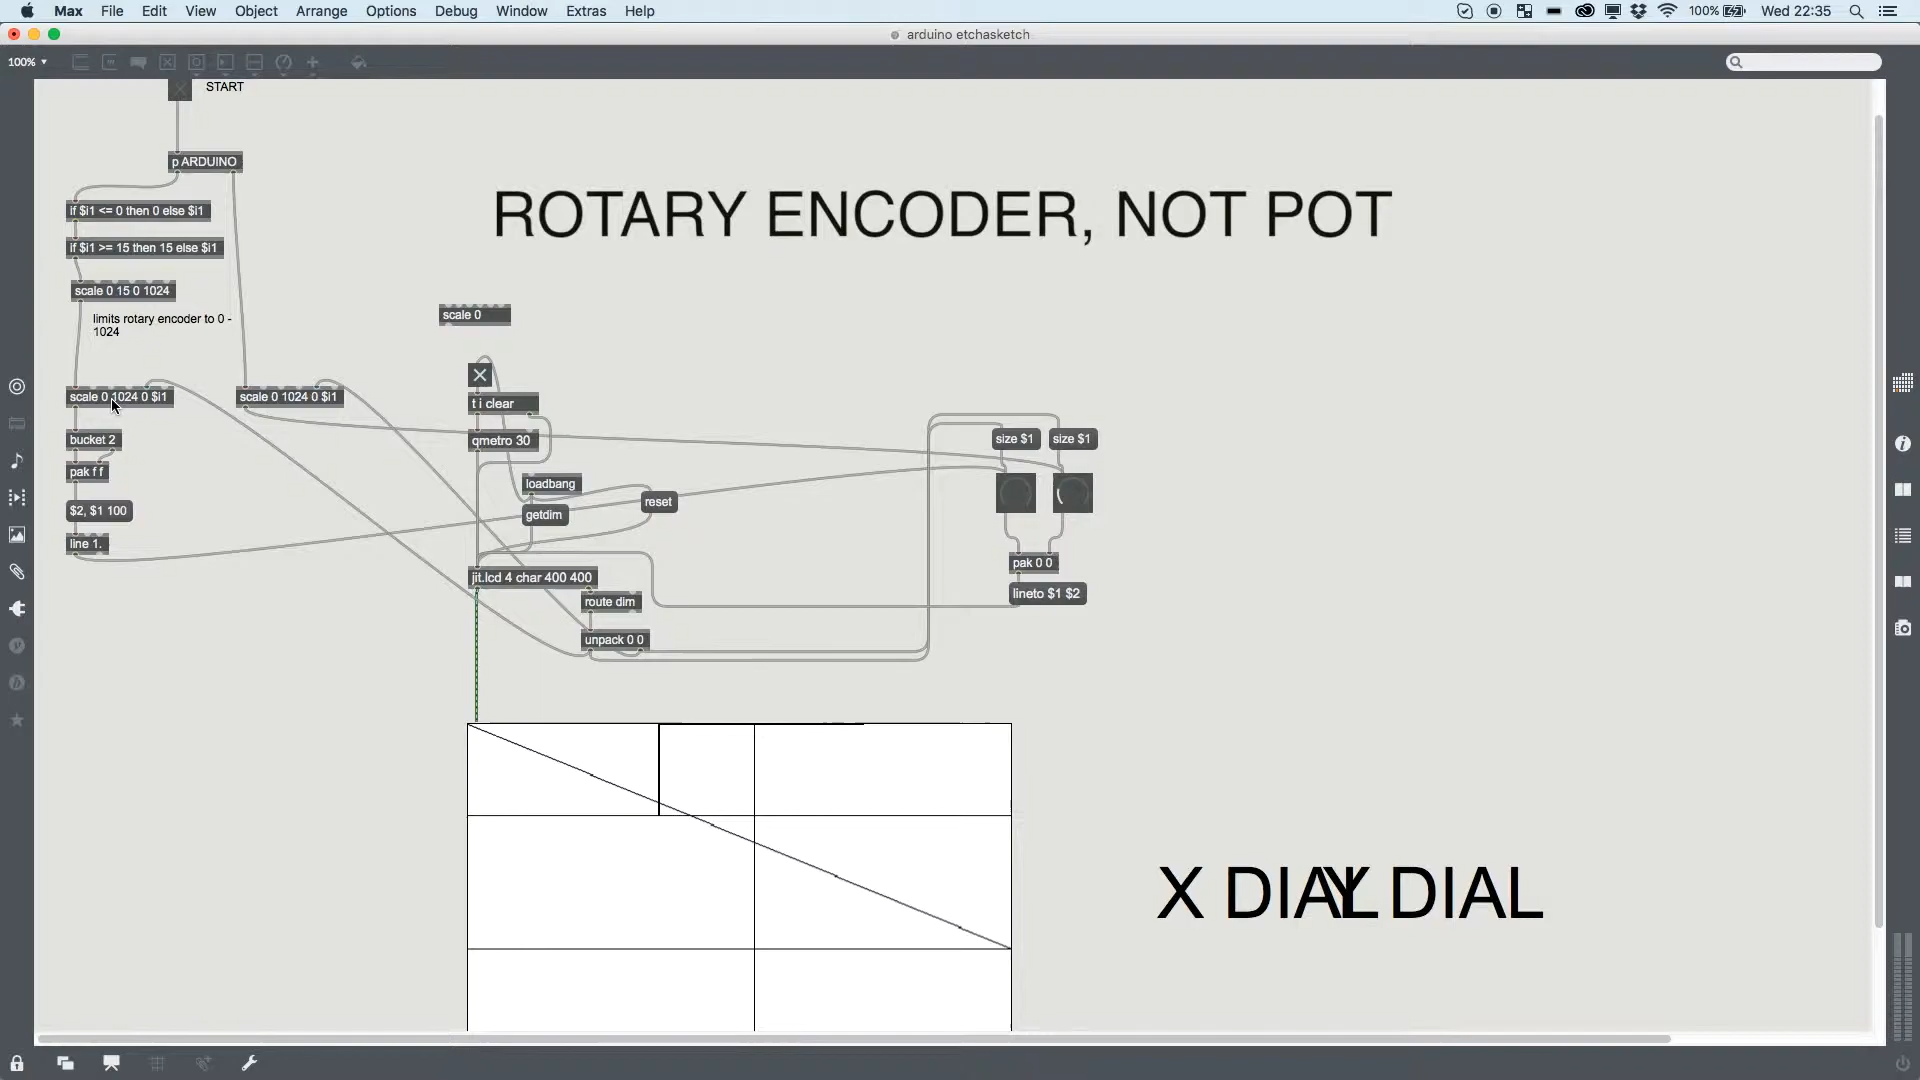 Max File Edit View Object Arrange Options Debug Window Extras Help 100% Wed 22:35
arduino etchasketch
100%
START
p ARDUINO
ROTARY ENCODER, NOT POT
if $i1 <= 0 then 0 else $i1
if $i1 >= 15 then 15 else $i1
scale 0 15 0 1024
limits rotary encoder to 0 -
1024
scale 0
scale 0 1024 0 $i1
scale 0 1024 0 $i1
t i clear
bucket 2
qmetro 30
size $1
size $1
pak f f
loadbang
reset
$2, $1 100
getdim
line 1.
pak 0 0
jit.lcd 4 char 400 400
lineto $1 $2
route dim
unpack 0 0
X DIAL
Y DIAL